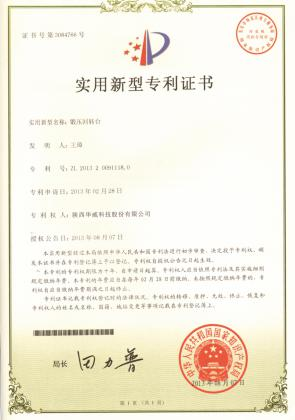 证书号第3084766号
实用新型专利证书
实用新型名称：锻压回转台
发 明 人：王琦
专 利 号：ZL 2013 2 0091118.0
专利申请日：2013年02月28日
专利权人：陕西华威科技股份有限公司
授权公告日：2013年08月07日
本实用新型经过本局依照中华人民共和国专利法进行初步审查，决定授予专利权，颁
发本证书并在专利登记簿上予以登记。专利权自授权公告之日起生效。
本专利的专利权期限为十年，自申请日起算。专利权人应当依照专利法及其实施细则
规定缴纳年费。本专利的年费应当在每年02月28日前缴纳。未按照规定缴纳年费的，专
利权自应当缴纳年费期满之日起终止。
专利证书记载专利权登记时的法律状况。专利权的转移、质押、无效、终止、恢复和
专利权人的姓名或名称、国籍、地址变更等事项记载在专利登记簿上。
局长 田力普
中华人民共和国国家知识产权局
2013年08月07日
第1页（共1页）